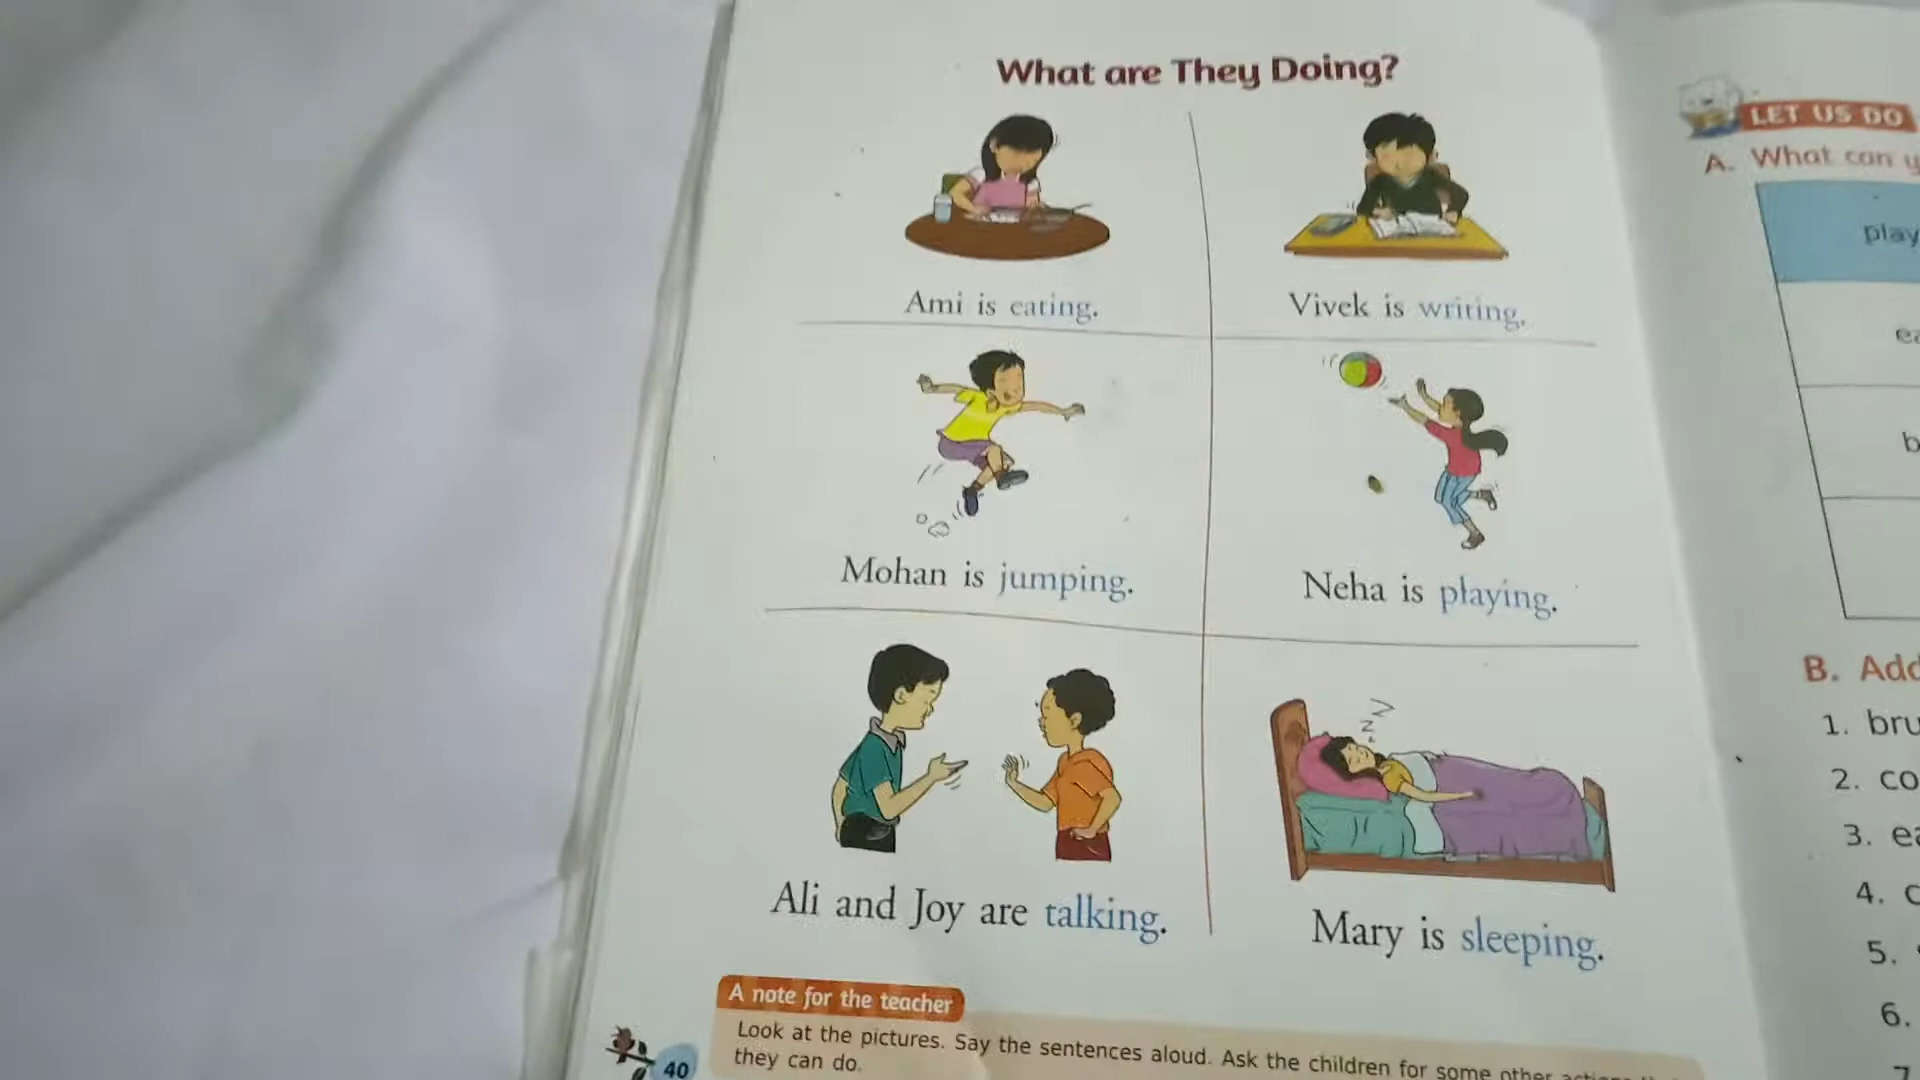 What are They Doing?
Ami is eating.
Vivek is writing.
Mohan is jumping.
Neha is playing.
Ali and Joy are talking.
Mary is sleeping.
A note for the teacher
Look at the pictures. Say the sentences aloud. Ask the children for some other
they can do.
40
LET US DO
A. What can
play
B.
1.
2.
3.
4.
5.
6.